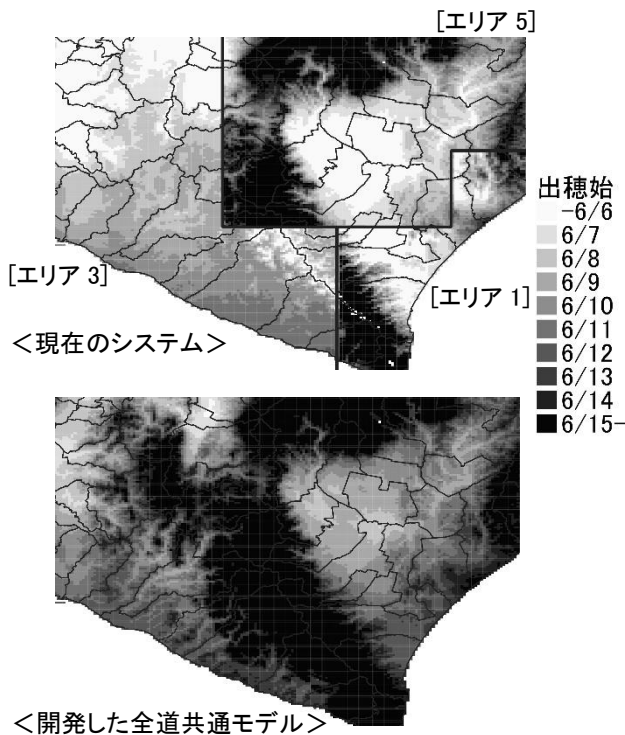 [エリア 5]
出穂始
-6/6
6/7
6/8
6/9
6/10
6/11
6/12
6/13
6/14
6/15-
[エリア 3]
[エリア 1]
＜現在のシステム＞
＜開発した全道共通モデル＞